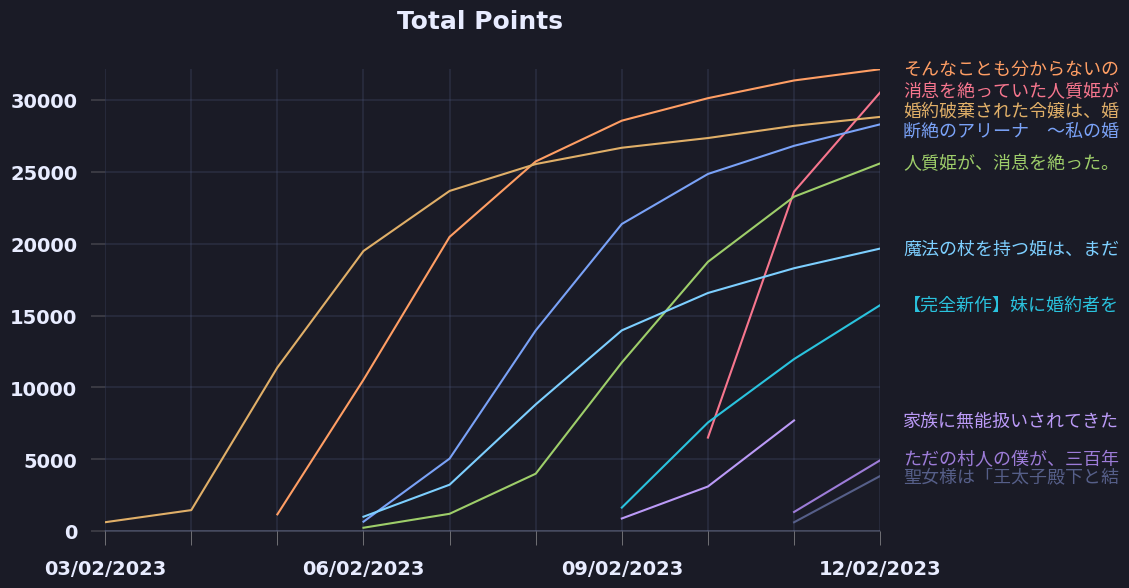 Total Points
そんなことも分からないの
消息を絶っていた人質姫が
婚約破棄された令嬢は、婚
断絶のアリーナ　～私の婚
人質姫が、消息を絶った。
魔法の杖を持つ姫は、まだ
【完全新作】妹に婚約者を
家族に無能扱いされてきた
ただの村人の僕が、三百年
聖女様は「王太子殿下と結
30000
25000
20000
15000
10000
5000
0
03/02/2023
06/02/2023
09/02/2023
12/02/2023